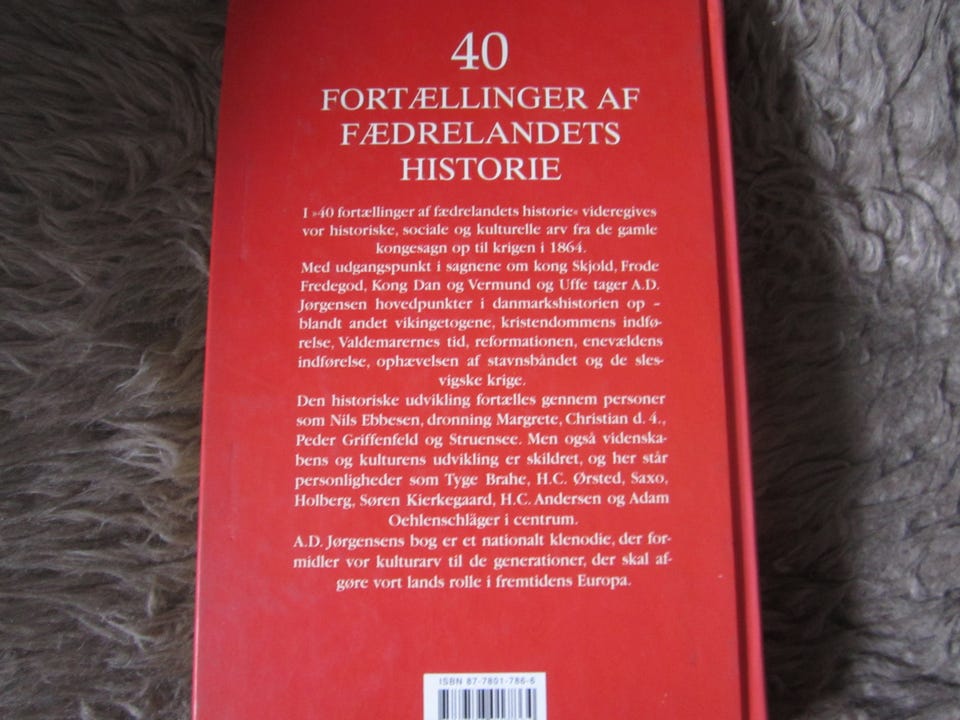 40
FORTÆLLINGER AF
FÆDRELANDETS
HISTORIE
I »40 fortællinger af fædrelandets historie« videregives
vor historiske, sociale og kulturelle arv fra de gamle
kongesagn op til krigen i 1864.
Med udgangspunkt i sagnene om kong Skjold, Frode
Fredegod, Kong Dan og Vermund og Uffe tager A.D.
Jørgensen hovedpunkter i danmarkshistorien op –
blandt andet vikingetogene, kristendommens indfø-
relse, Valdemarernes tid, reformationen, enevældens
indførelse, ophævelsen af stavnsbåndet og de sles-
vigske krige.
Den historiske udvikling fortælles gennem personer
som Nils Ebbesen, dronning Margrete, Christian d. 4.,
Peder Griffenfeld og Struensee. Men også videnska-
bens og kulturens udvikling er skildret, og her står
personligheder som Tyge Brahe, H.C. Ørsted, Saxo,
Holberg, Søren Kierkegaard, H.C. Andersen og Adam
Oehlenschläger i centrum.
A.D. Jørgensens bog er et nationalt klenodie, der for-
midler vor kulturarv til de generationer, der skal af-
gøre vort lands rolle i fremtidens Europa.
ISBN 87-7801-786-6